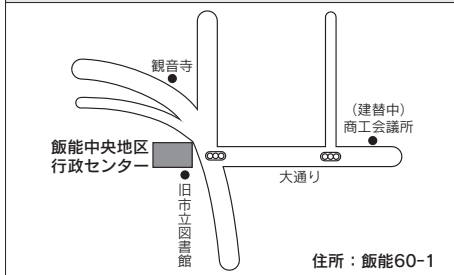 観音寺
(建替中)
商工会議所
飯能中央地区
行政センター
大通り
旧市立図書館
住所：飯能60-1